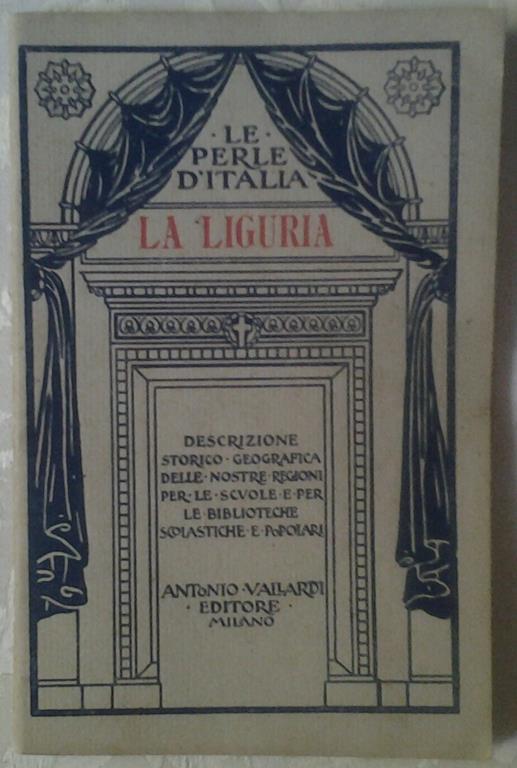 · LE ·
PERLE
D'ITALIA
LA LIGURIA
DESCRIZIONE
STORICO · GEOGRAFICA
DELLE · NOSTRE · REGIONI
PER · LE · SCVOLE · E · PER
LE · BIBLIOTECHE
SCOLASTICHE · E · POPOLARI
ANTONIO · VALLARDI
· EDITORE ·
MILANO